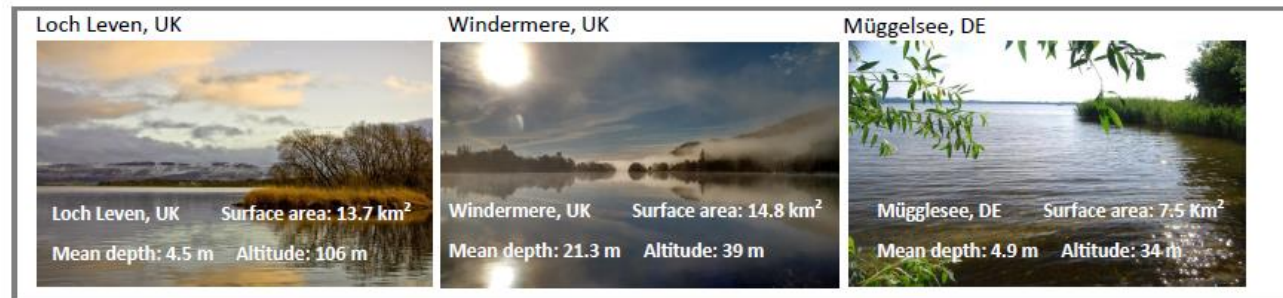 Loch Leven, UK
Windermere, UK
Müggelsee, DE
Loch Leven, UK Surface area: 13.7 km²
Mean depth: 4.5 m Altitude: 106 m
Windermere, UK Surface area: 14.8 km²
Mean depth: 21.3 m Altitude: 39 m
Mügglesee, DE Surface area: 7.5 Km²
Mean depth: 4.9 m Altitude: 34 m